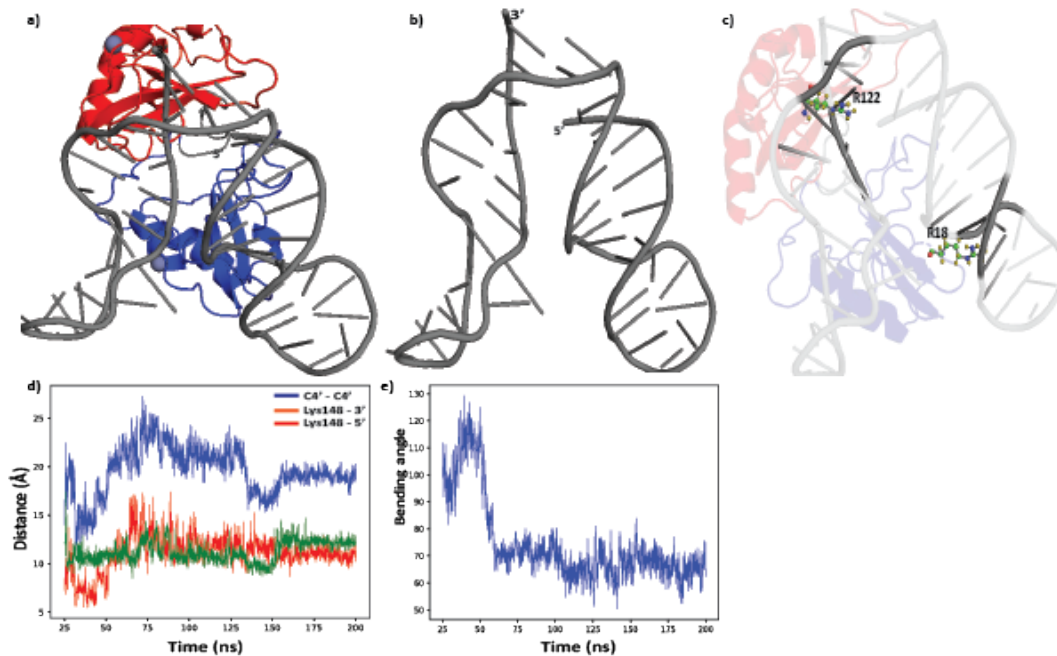 a)
5'
b)
3'
5'
c)
R122
R18
d)
C4' - C4'
Lys148 - 3'
Lys148 - 5'
Distance (Å)
25
20
15
10
5
25 50 75 100 125 150 175 200
Time (ns)
e)
Bending angle
130
120
110
100
90
80
70
60
50
25 50 75 100 125 150 175 200
Time (ns)